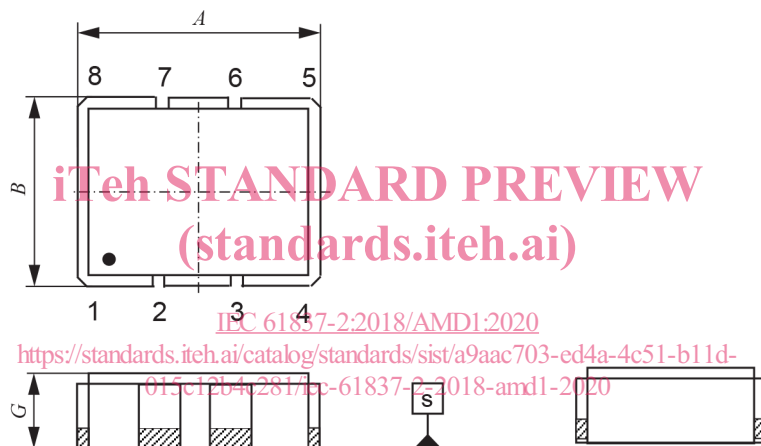 A
8 7 6 5
B
iTeh STANDARD PREVIEW
(standards.iteh.ai)
1 2 3 4
IEC 61837-2:2018/AMD1:2020
https://standards.iteh.ai/catalog/standards/sist/a9aac703-ed4a-4c51-b11d-
015c12b4c281/iec-61837-2-2018-amd1-2020
G
S